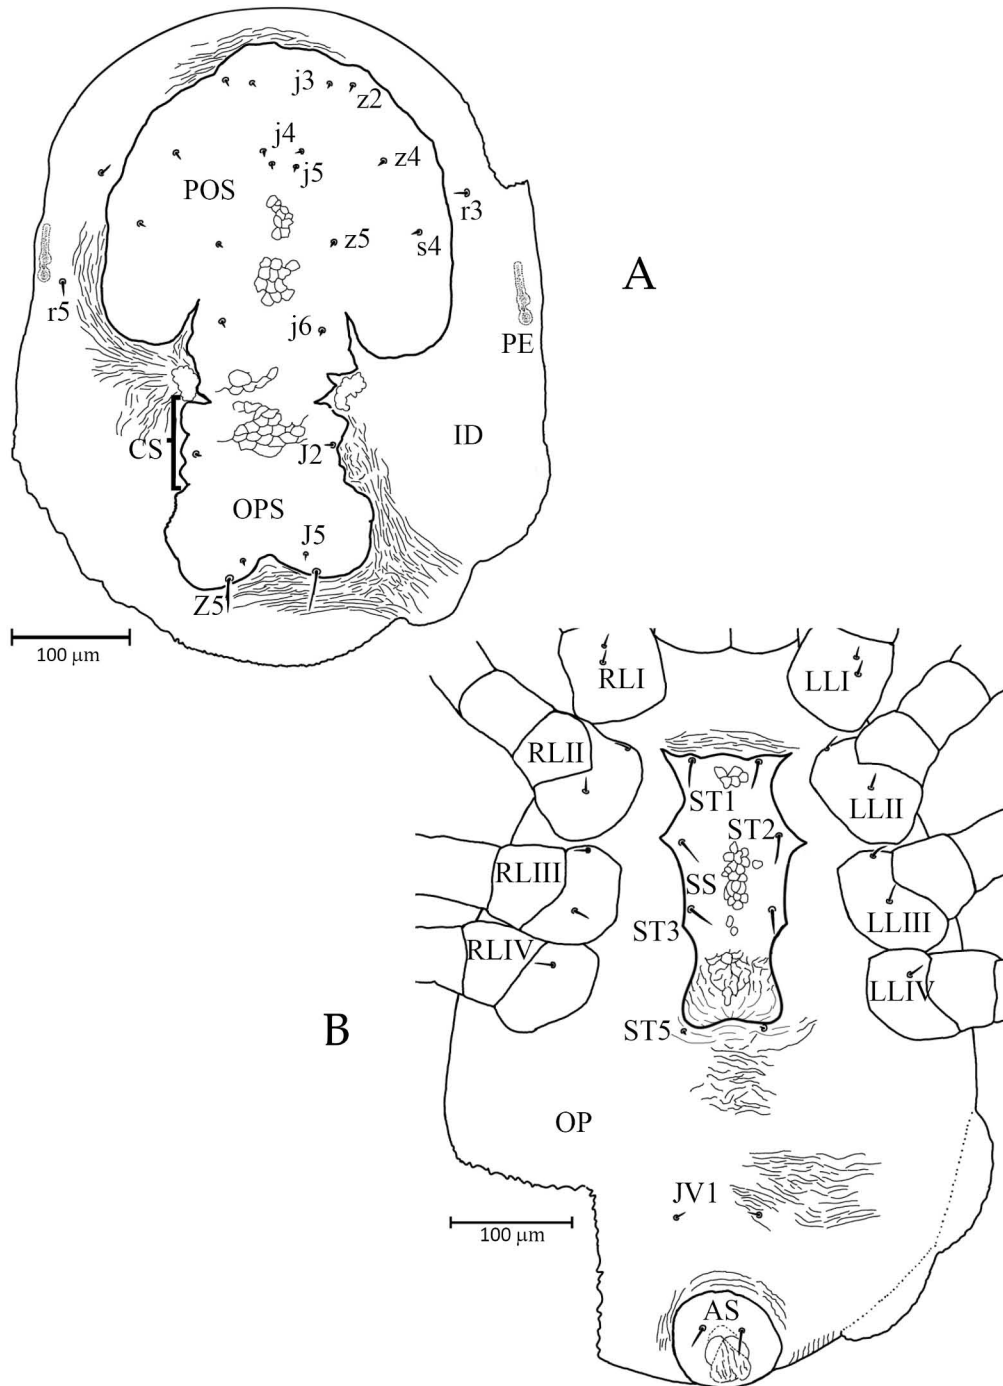 j3
z2
j4
z4
j5
POS
r3
z5
s4
A
r5
j6
PE
CS
J2
ID
OPS
J5
Z5
100 µm
RLI
LLI
RLII
ST1
LLII
ST2
RLIII
SS
LLIII
ST3
RLIV
LLIV
B
ST5
OP
JV1
100 µm
AS